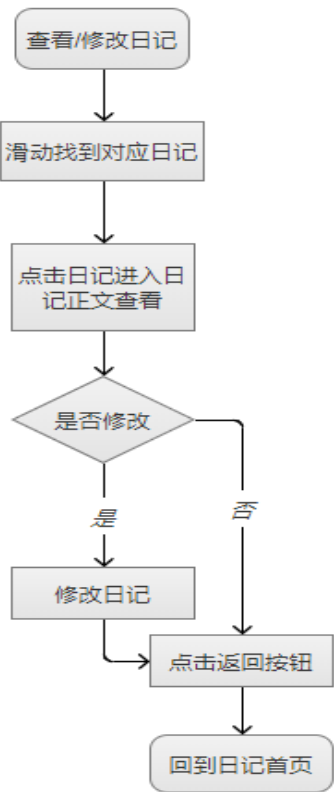 查看/修改日记
滑动找到对应日记
点击日记进入日
记正文查看
是否修改
是
否
修改日记
点击返回按钮
回到日记首页